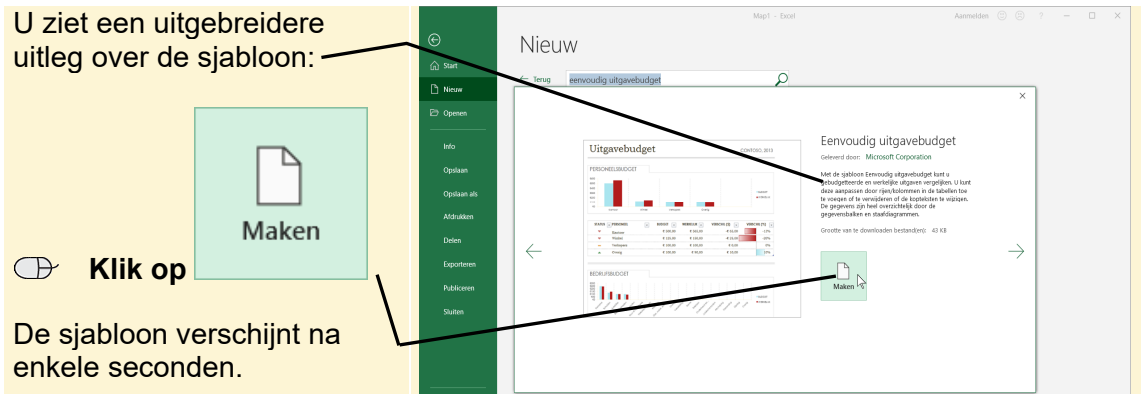 U ziet een uitgebreidere
uitleg over de sjabloon:
Maken
Klik op
De sjabloon verschijnt na
enkele seconden.
Map1 - Excel
Aanmelden
?
Nieuw
Start
Nieuw
Openen
Info
Opslaan
Opslaan als
Afdrukken
Delen
Exporteren
Publiceren
Sluiten
Terug
eenvoudig uitgavebudget
Uitgavebudget
CONTOSO, 2013
PERSONEELSBUDGET
BEDRIJFSBUDGET
Eenvoudig uitgavebudget
Geleverd door: Microsoft Corporation
Met de sjabloon Eenvoudig uitgavebudget kunt u
gebudgetteerde en werkelijke uitgaven vergelijken. U kunt
deze aanpassen door rijen/kolommen in de tabellen toe
te voegen of te verwijderen of de kopteksten te wijzigen.
De gegevens zijn heel overzichtelijk door de
gegevensbalken en staafdiagrammen.
Grootte van te downloaden bestand(en): 43 KB
Maken